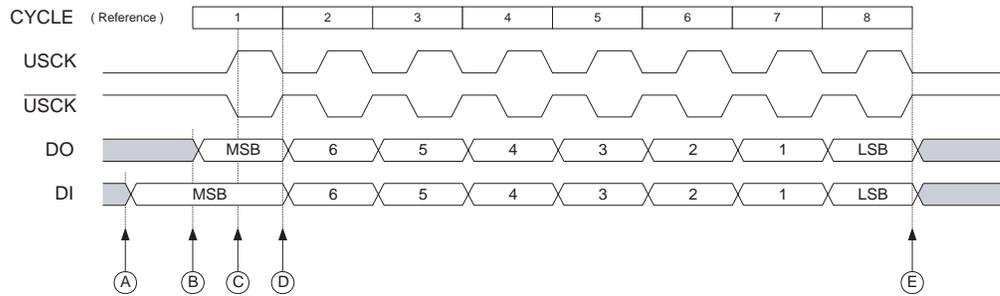 CYCLE ( Reference ) 1 2 3 4 5 6 7 8
USCK
USCK
DO MSB 6 5 4 3 2 1 LSB
DI MSB 6 5 4 3 2 1 LSB
A B C D E